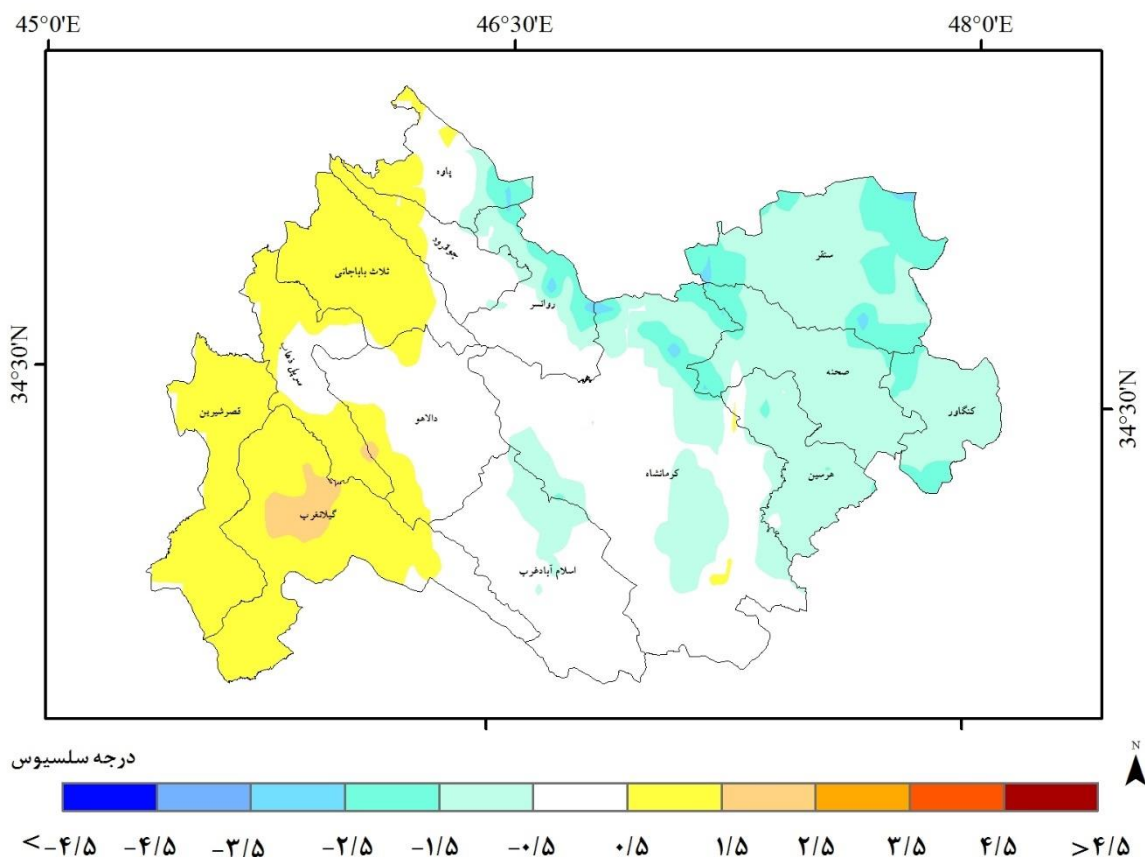 45°0'E 46°30'E 48°0'E
34°30'N
34°30'N
پاوه
جوانرود
ثلاث باباجانی
روانسر
سنقر
سرپل ذهاب
صحنه
قصرشیرین
دالاهو
کنگاور
کرمانشاه
هرسین
گیلانغرب
اسلام آبادغرب
درجه سلسیوس
N
<-۴/۵ -۴/۵ -۳/۵ -۲/۵ -۱/۵ -۰/۵ ۰/۵ ۱/۵ ۲/۵ ۳/۵ ۴/۵ >۴/۵